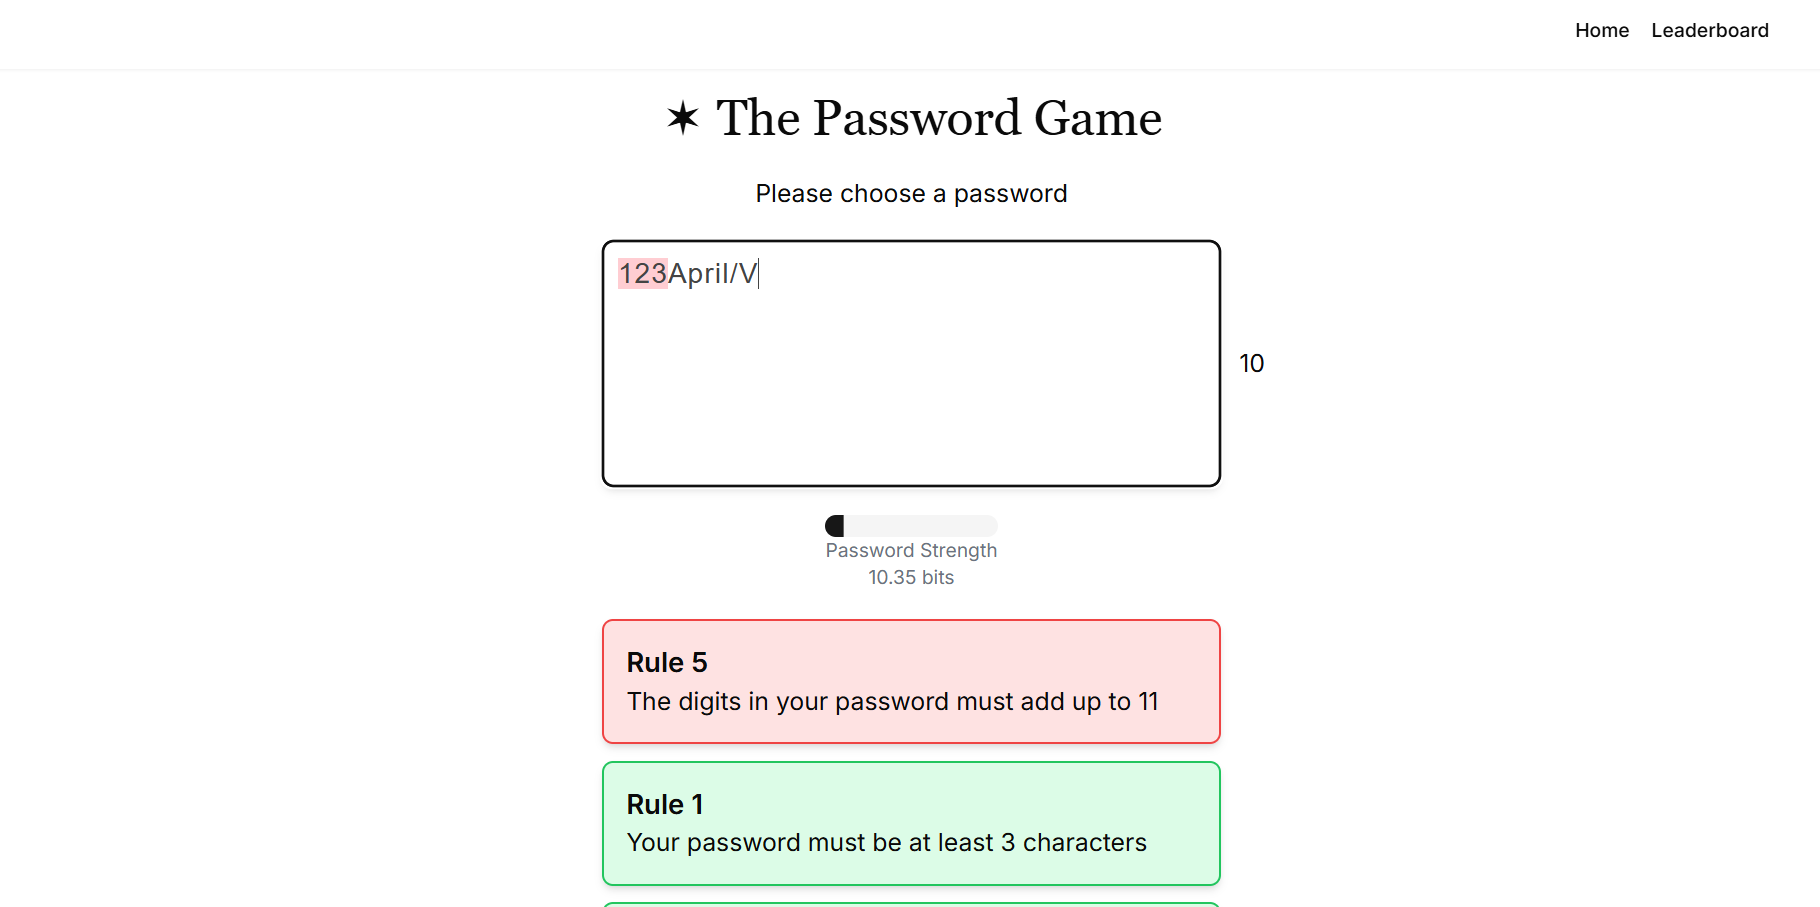 Home Leaderboard
✶ The Password Game
Please choose a password
123April/V
10
Password Strength
10.35 bits
Rule 5
The digits in your password must add up to 11
Rule 1
Your password must be at least 3 characters